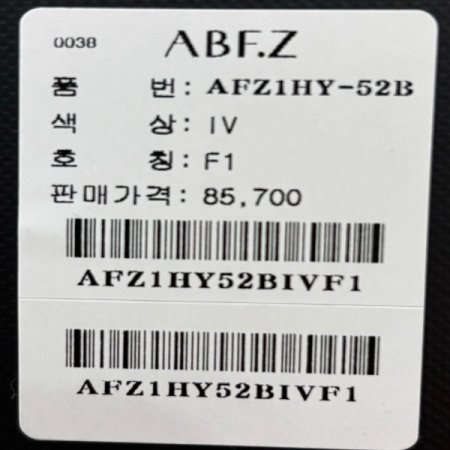 0038 ABF.Z
품 번: AFZ1HY-52B
색 상: IV
호 칭: F1
판매가격: 85,700
AFZ1HY52BIVF1
AFZ1HY52BIVF1